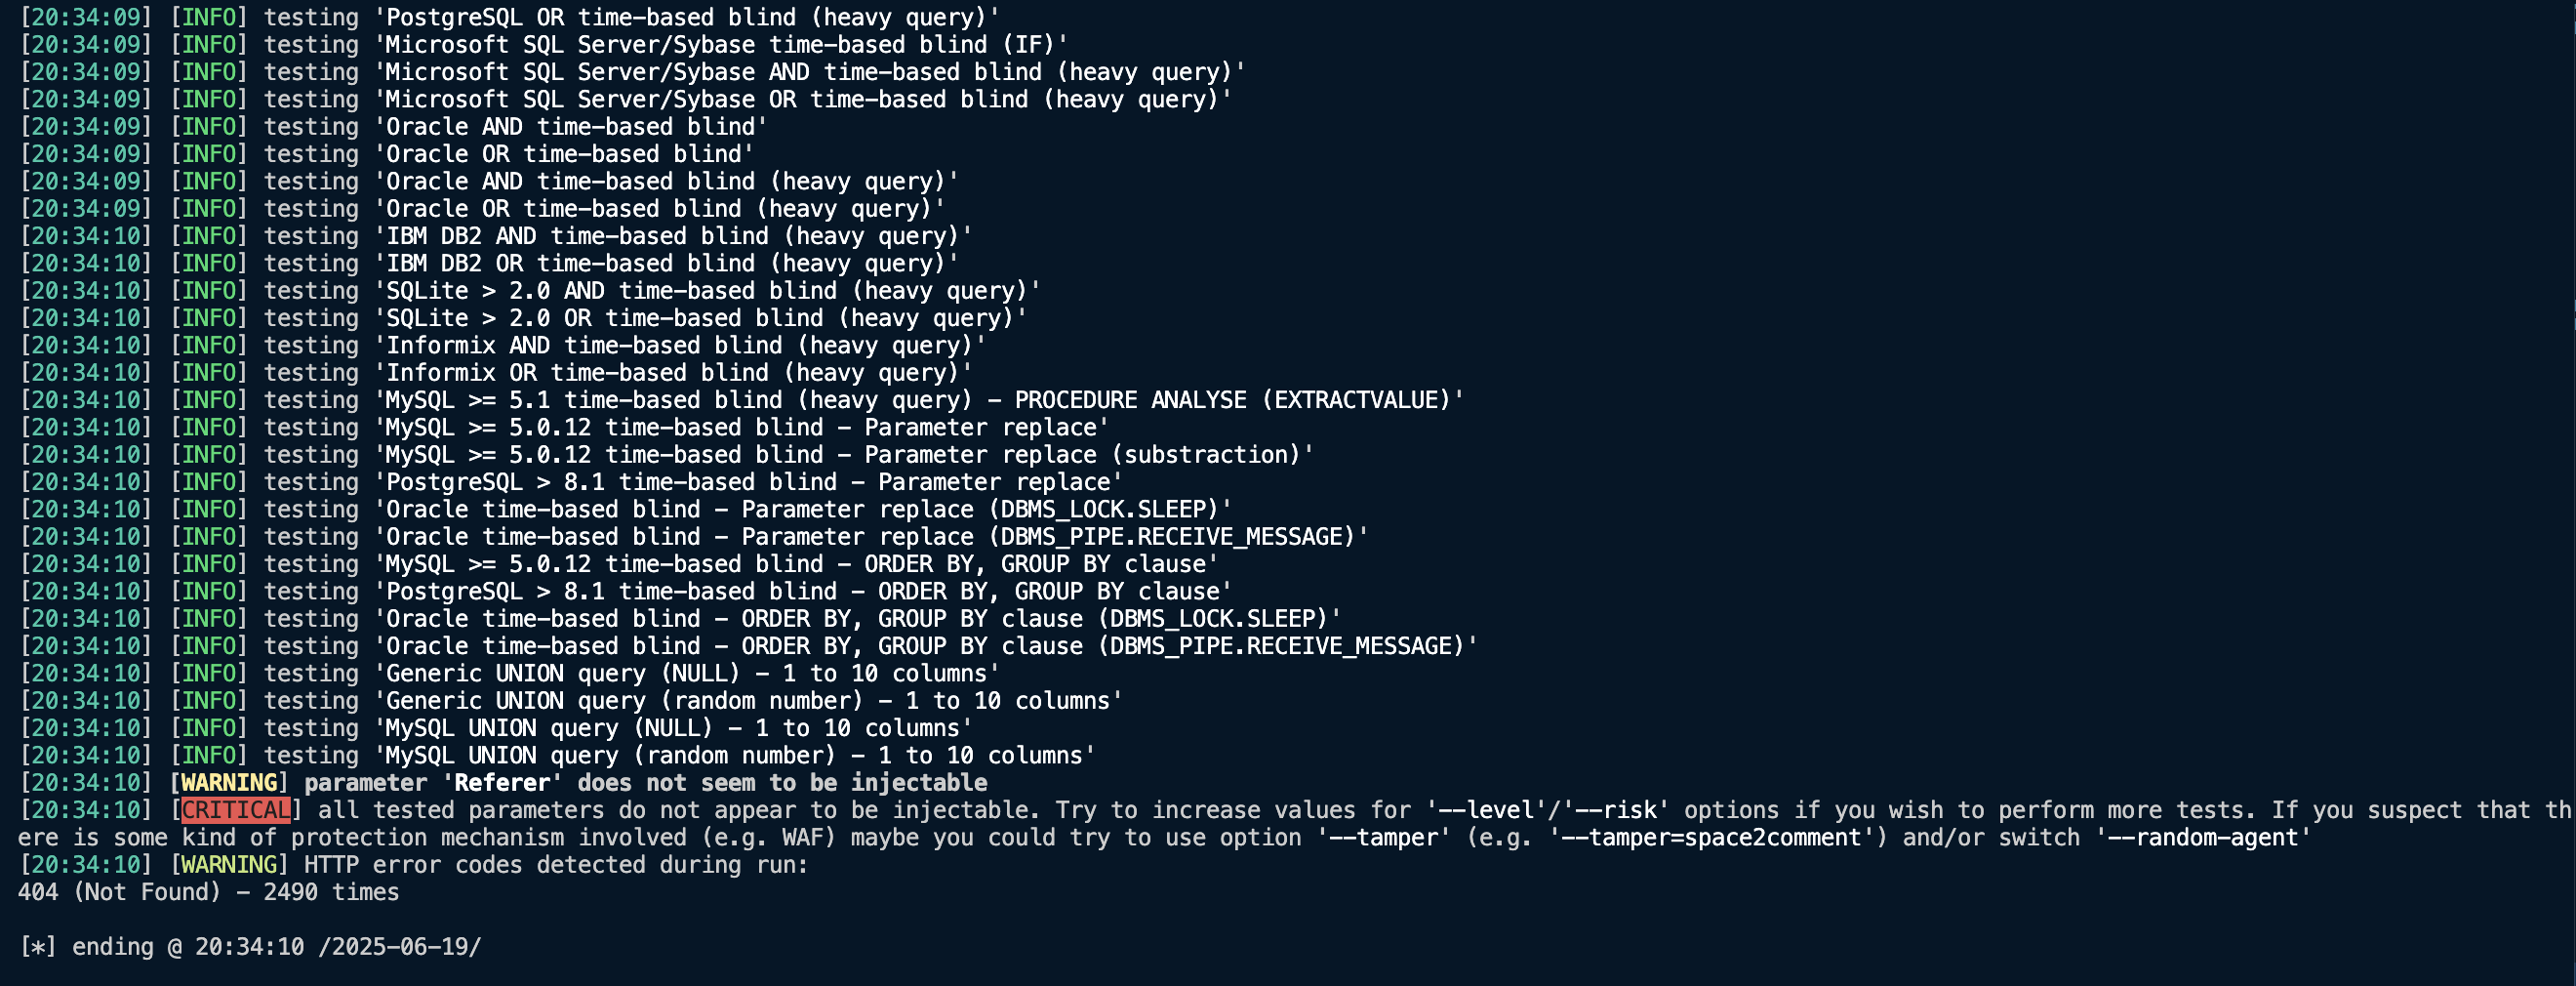 [20:34:09] [INFO] testing 'PostgreSQL OR time-based blind (heavy query)'
[20:34:09] [INFO] testing 'Microsoft SQL Server/Sybase time-based blind (IF)'
[20:34:09] [INFO] testing 'Microsoft SQL Server/Sybase AND time-based blind (heavy query)'
[20:34:09] [INFO] testing 'Microsoft SQL Server/Sybase OR time-based blind (heavy query)'
[20:34:09] [INFO] testing 'Oracle AND time-based blind'
[20:34:09] [INFO] testing 'Oracle OR time-based blind'
[20:34:09] [INFO] testing 'Oracle AND time-based blind (heavy query)'
[20:34:09] [INFO] testing 'Oracle OR time-based blind (heavy query)'
[20:34:10] [INFO] testing 'IBM DB2 AND time-based blind (heavy query)'
[20:34:10] [INFO] testing 'IBM DB2 OR time-based blind (heavy query)'
[20:34:10] [INFO] testing 'SQLite > 2.0 AND time-based blind (heavy query)'
[20:34:10] [INFO] testing 'SQLite > 2.0 OR time-based blind (heavy query)'
[20:34:10] [INFO] testing 'Informix AND time-based blind (heavy query)'
[20:34:10] [INFO] testing 'Informix OR time-based blind (heavy query)'
[20:34:10] [INFO] testing 'MySQL >= 5.1 time-based blind (heavy query) - PROCEDURE ANALYSE (EXTRACTVALUE)'
[20:34:10] [INFO] testing 'MySQL >= 5.0.12 time-based blind - Parameter replace'
[20:34:10] [INFO] testing 'MySQL >= 5.0.12 time-based blind - Parameter replace (substraction)'
[20:34:10] [INFO] testing 'PostgreSQL > 8.1 time-based blind - Parameter replace'
[20:34:10] [INFO] testing 'Oracle time-based blind - Parameter replace (DBMS_LOCK.SLEEP)'
[20:34:10] [INFO] testing 'Oracle time-based blind - Parameter replace (DBMS_PIPE.RECEIVE_MESSAGE)'
[20:34:10] [INFO] testing 'MySQL >= 5.0.12 time-based blind - ORDER BY, GROUP BY clause'
[20:34:10] [INFO] testing 'PostgreSQL > 8.1 time-based blind - ORDER BY, GROUP BY clause'
[20:34:10] [INFO] testing 'Oracle time-based blind - ORDER BY, GROUP BY clause (DBMS_LOCK.SLEEP)'
[20:34:10] [INFO] testing 'Oracle time-based blind - ORDER BY, GROUP BY clause (DBMS_PIPE.RECEIVE_MESSAGE)'
[20:34:10] [INFO] testing 'Generic UNION query (NULL) - 1 to 10 columns'
[20:34:10] [INFO] testing 'Generic UNION query (random number) - 1 to 10 columns'
[20:34:10] [INFO] testing 'MySQL UNION query (NULL) - 1 to 10 columns'
[20:34:10] [INFO] testing 'MySQL UNION query (random number) - 1 to 10 columns'
[20:34:10] [WARNING] parameter 'Referer' does not seem to be injectable
[20:34:10] [CRITICAL] all tested parameters do not appear to be injectable. Try to increase values for '--level'/'--risk' options if you wish to perform more tests. If you suspect that th
ere is some kind of protection mechanism involved (e.g. WAF) maybe you could try to use option '--tamper' (e.g. '--tamper=space2comment') and/or switch '--random-agent'
[20:34:10] [WARNING] HTTP error codes detected during run:
404 (Not Found) - 2490 times
[*] ending @ 20:34:10 /2025-06-19/